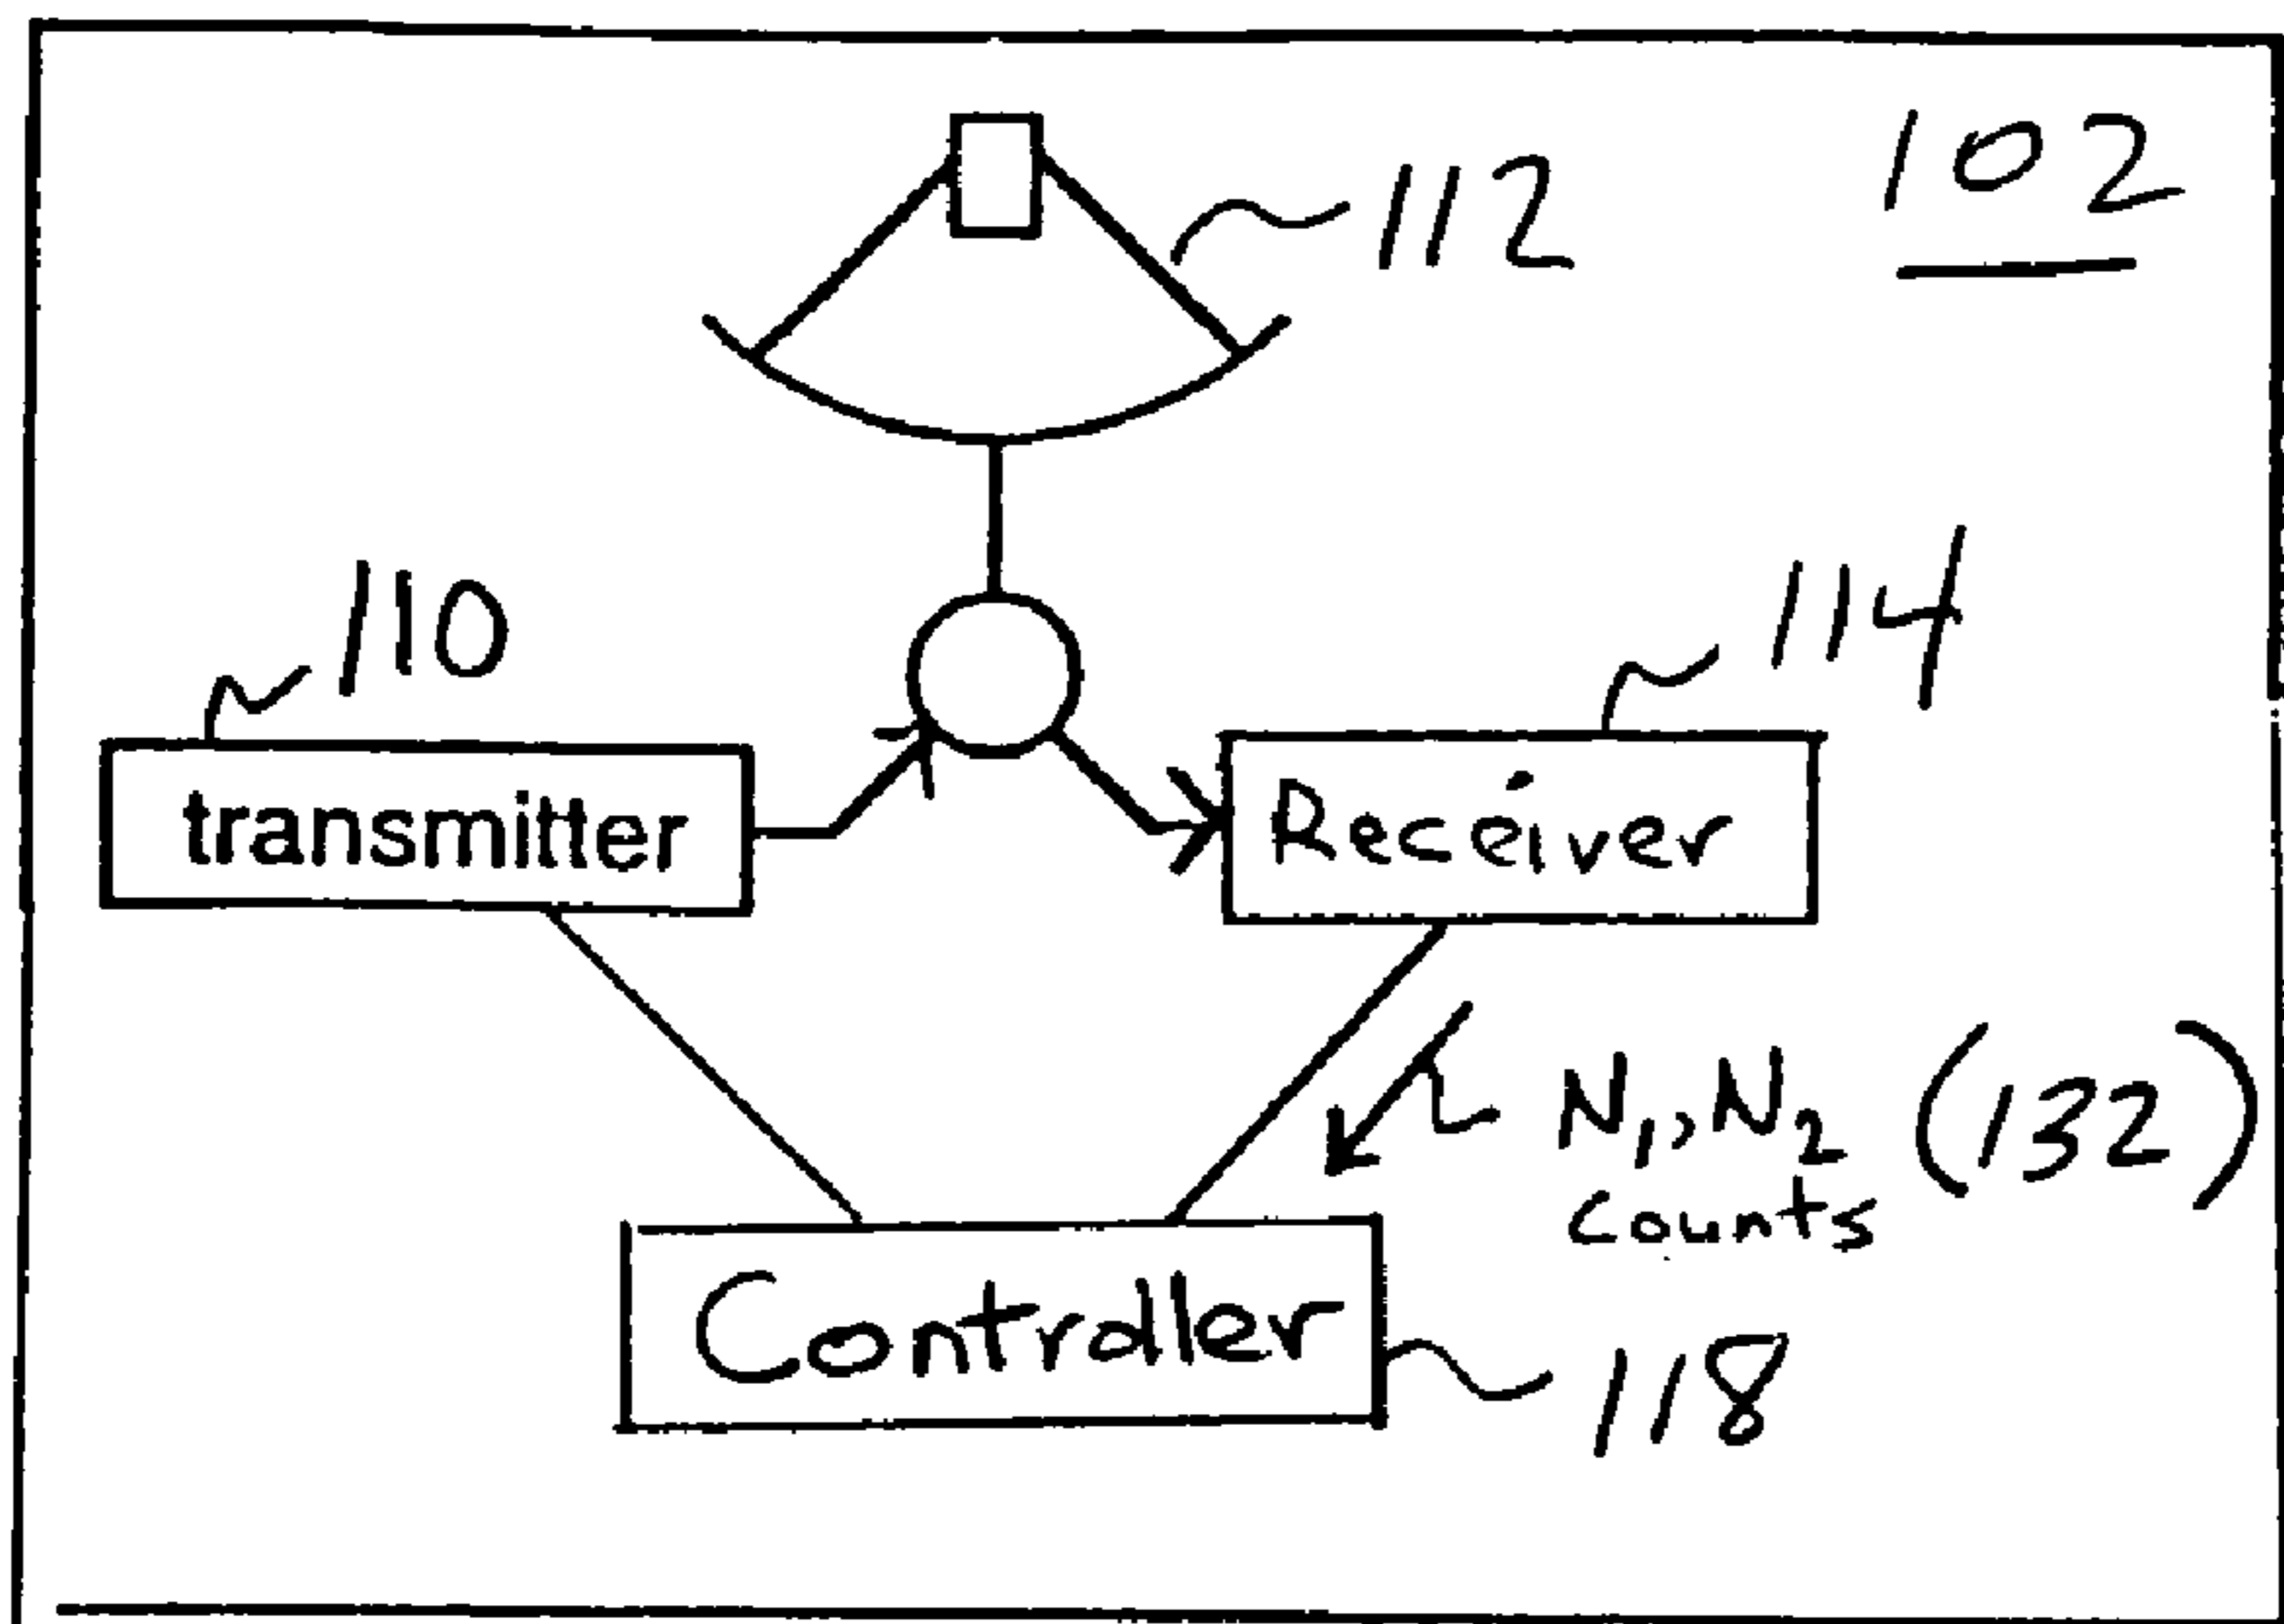 102
112
110
114
transmitter
Receiver
N₁,N₂ (132)
Counts
Controller
118